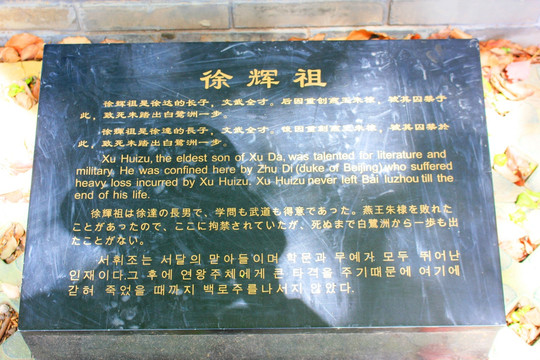 徐辉祖
徐辉祖是徐达的长子，文武全才。后因重创燕王朱棣，被其囚禁于
此，致死未踏出白鹭洲一步。
徐輝祖是徐達的長子，文武全才。後因重創燕王朱棣，被其囚禁於
此，致死未踏出白鷺洲一步。
Xu Huizu, the eldest son of Xu Da, was talented for literature and
military. He was confined here by Zhu Di (duke of Beijing) who suffered
heavy loss incurred by Xu Huizu. Xu Huizu never left Bai luzhou till the
end of his life.
徐輝祖は徐達の長男で、学問も武道も得意であった。燕王朱棣を敗れた
ことがあったので、ここに拘禁されていたが、死ぬまで白鷺洲から一歩も出
たことがない。
서휘조는 서달의 맏아들이며 학문과 무예가 모두 뛰어난
인재이다.그 후에 연왕주체에게 큰 타격을 주기때문에 여기에
갇혀 죽었을 때까지 백로주를나서지 않았다.